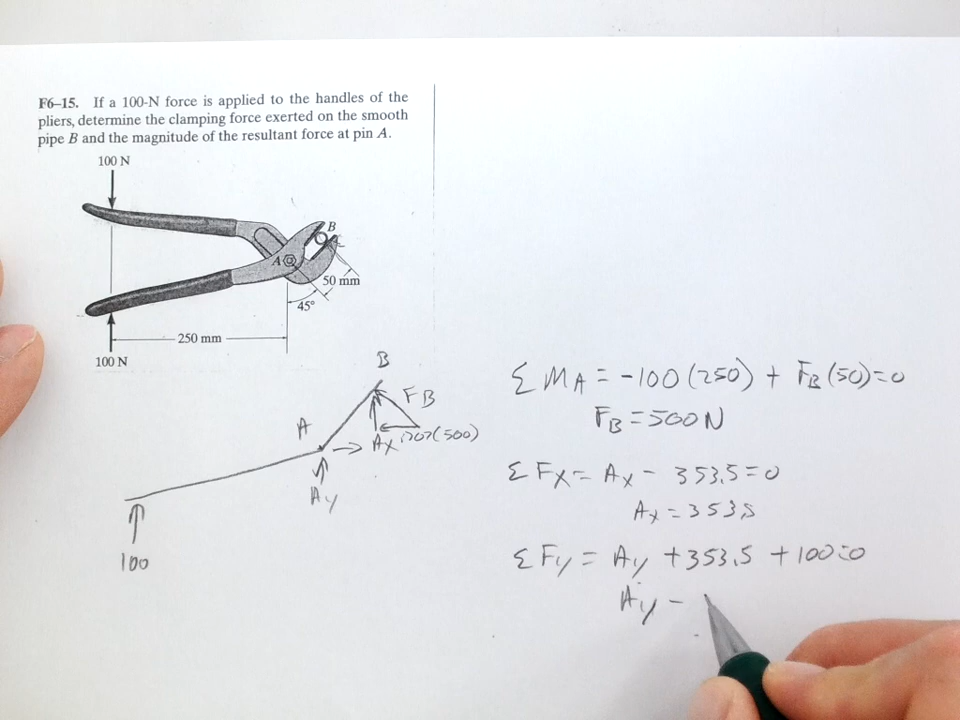 F6–15. If a 100-N force is applied to the handles of the
pliers, determine the clamping force exerted on the smooth
pipe B and the magnitude of the resultant force at pin A.
100 N
B
A
50 mm
45°
250 mm
100 N
B
FB
A
Ax .707(500)
Ay
100
Σ MA = -100(250) + FB(50)=0
FB = 500 N
Σ Fx = Ax - 353.5 = 0
Ax = 353.5
Σ Fy = Ay + 353.5 + 100 = 0
Ay -